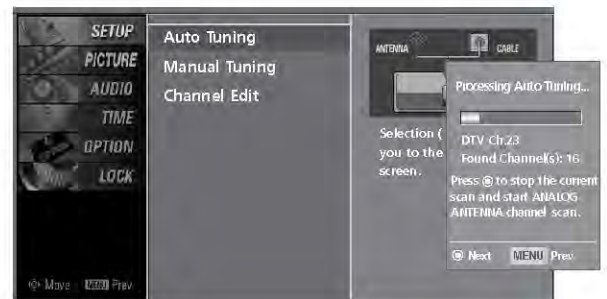 SETUP
PICTURE
AUDIO
TIME
OPTION
LOCK
Move MENU Prev
Auto Tuning
Manual Tuning
Channel Edit
ANTENNA CABLE
Selection (
you to the
screen.
Processing Auto Tuning...
DTV Ch.23
Found Channel(s): 16
Press ◉ to stop the current
scan and start ANALOG
ANTENNA channel scan.
◉ Next MENU Prev